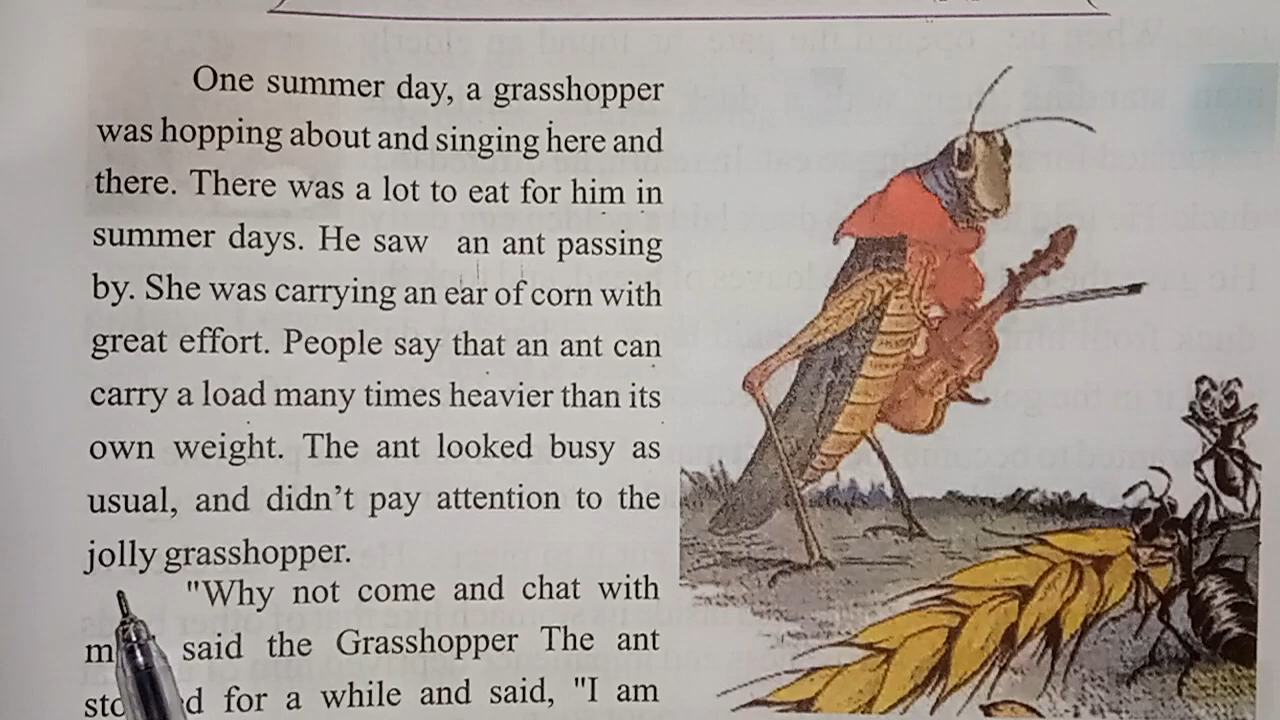 One summer day, a grasshopper
was hopping about and singing here and
there. There was a lot to eat for him in
summer days. He saw an ant passing
by. She was carrying an ear of corn with
great effort. People say that an ant can
carry a load many times heavier than its
own weight. The ant looked busy as
usual, and didn't pay attention to the
jolly grasshopper.
"Why not come and chat with
said the Grasshopper The ant
for a while and said, "I am